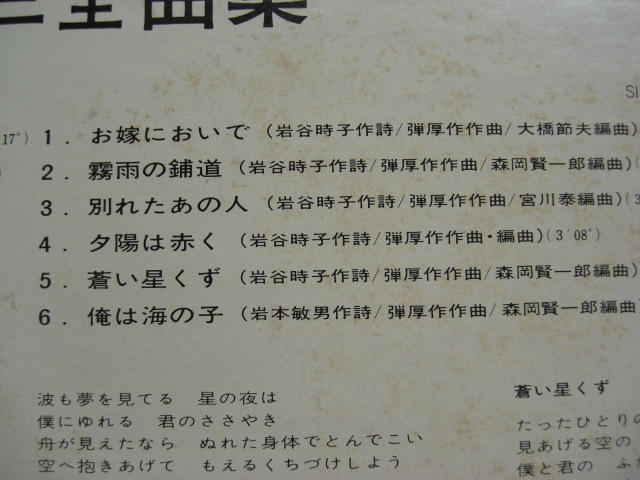 全曲集
SI
17")
1. お嫁においで (岩谷時子作詩/弾厚作作曲/大橋節夫編曲)
2. 霧雨の舗道 (岩谷時子作詩/弾厚作作曲/森岡賢一郎編曲)(
3. 別れたあの人 (岩谷時子作詩/弾厚作作曲/宮川泰編曲)(3
4. 夕陽は赤く (岩谷時子作詩/弾厚作作曲・編曲)(3′08″)
5. 蒼い星くず (岩谷時子作詩/弾厚作作曲/森岡賢一郎編曲)
6. 俺は海の子 (岩本敏男作詩/弾厚作作曲/森岡賢一郎編曲)
波も夢を見てる 星の夜は
僕にゆれる 君のささやき
舟が見えたなら ぬれた身体でとんでこい
空へ抱きあげて もえるくちづけしよう
蒼い星くず
たったひとりの
見あげる空の
僕と君の ふた